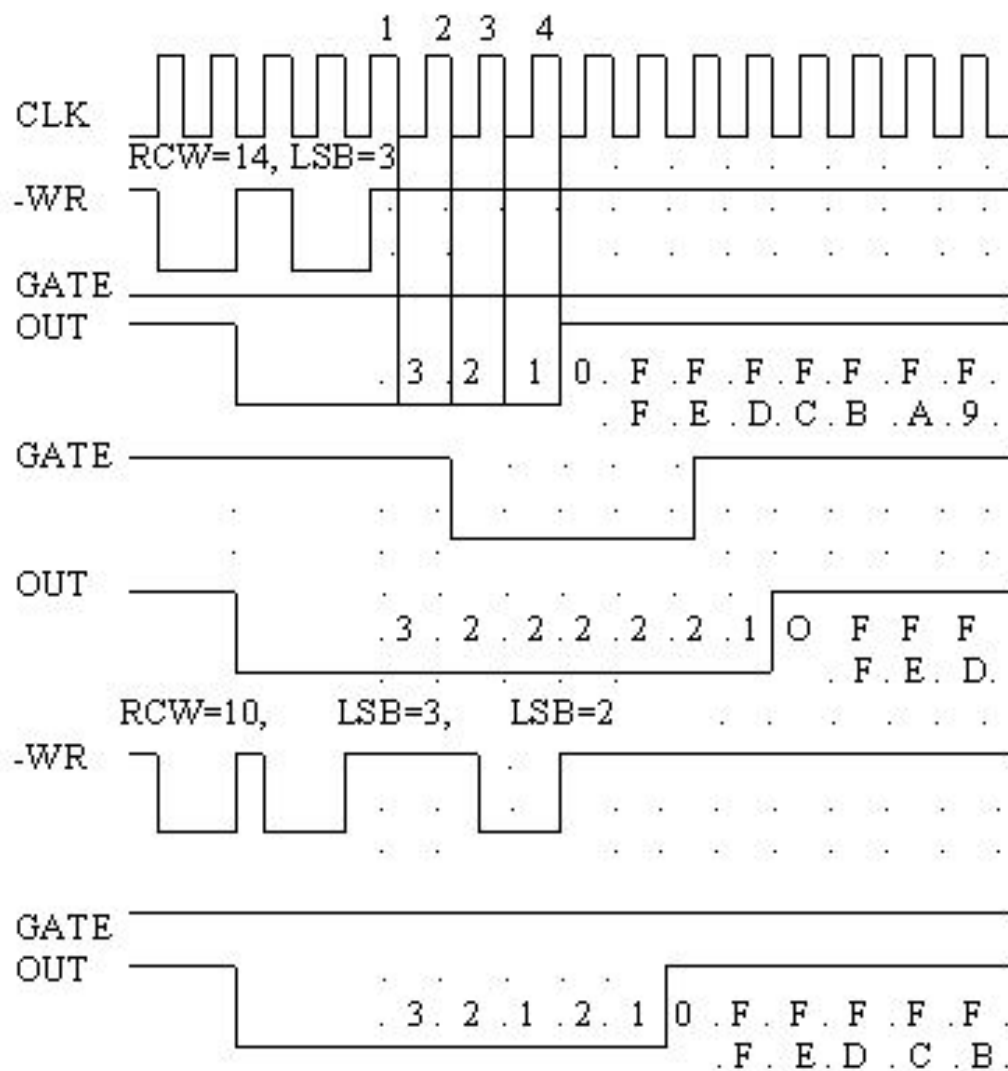 1 2 3 4
CLK
RCW=14, LSB=3
-WR
GATE
OUT
. 3 . 2 1 0 . F . F . F . F . F . F . F .
. F . E . D . C . B . A . 9 .
GATE
OUT
. 3 . 2 . 2 . 2 . 2 . 2 . 1 O F F F
. F . E . D .
RCW=10, LSB=3, LSB=2
-WR
GATE
OUT
. 3 . 2 . 1 . 2 . 1 0 . F . F . F . F . F .
. F . E . D . C . B .